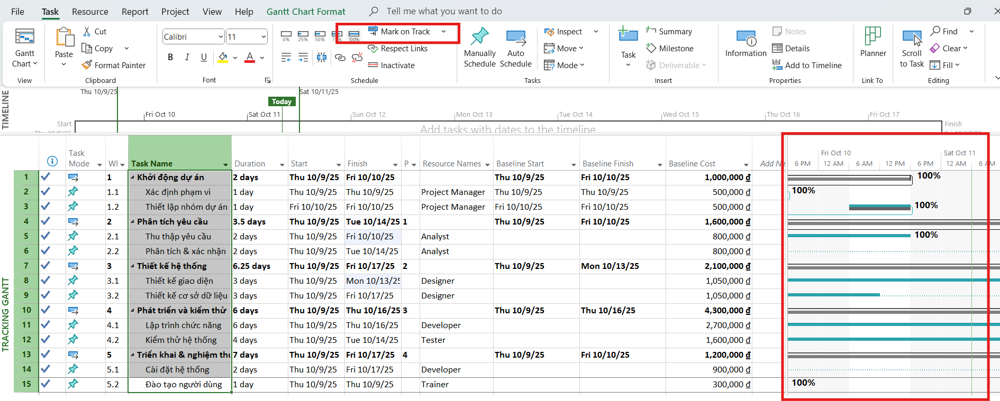 File Task Resource Report Project View Help Gantt Chart Format Tell me what you want to do
Gantt Chart
View
Paste
Cut
Copy
Format Painter
Clipboard
Calibri 11
B I U A
Font
0% 25% 50% 75% 100%
Mark on Track
Respect Links
Inactivate
Schedule
Manually Schedule
Auto Schedule
Inspect
Move
Mode
Tasks
Task
Summary
Milestone
Deliverable
Insert
Information
Notes
Details
Add to Timeline
Properties
Planner
Link To
Scroll to Task
Find
Clear
Fill
Editing
TIMELINE
Thu 10/9/25 Sat 10/11/25
Today
Fri Oct 10 Sat Oct 11 Sun Oct 12 Mon Oct 13 Tue Oct 14 Wed Oct 15 Thu Oct 16 Fri Oct 17
Start
Thu 10/9/25
Add tasks with dates to the timeline
Finish
Fri 10/17/25
TRACKING GANTT
Task Mode WI Task Name Duration Start Finish P Resource Names Baseline Start Baseline Finish Baseline Cost Add Ne
Fri Oct 10 Sat Oct 11
6 PM 12 AM 6 AM 12 PM 6 PM 12 AM 6 AM
1 1 Khởi động dự án 2 days Thu 10/9/25 Fri 10/10/25 Thu 10/9/25 Fri 10/10/25 1,000,000 ₫ 100%
2 1.1 Xác định phạm vi 1 day Thu 10/9/25 Thu 10/9/25 Project Manager Thu 10/9/25 Thu 10/9/25 500,000 ₫ 100%
3 1.2 Thiết lập nhóm dự án 1 day Fri 10/10/25 Fri 10/10/25 Project Manager Fri 10/10/25 Fri 10/10/25 500,000 ₫ 100%
4 2 Phân tích yêu cầu 3.5 days Thu 10/9/25 Tue 10/14/25 1 Thu 10/9/25 Fri 10/10/25 1,600,000 ₫
5 2.1 Thu thập yêu cầu 2 days Thu 10/9/25 Fri 10/10/25 Analyst 800,000 ₫ 100%
6 2.2 Phân tích & xác nhận 2 days Thu 10/9/25 Tue 10/14/25 Analyst 800,000 ₫
7 3 Thiết kế hệ thống 6.25 days Thu 10/9/25 Fri 10/17/25 2 Thu 10/9/25 Mon 10/13/25 2,100,000 ₫
8 3.1 Thiết kế giao diện 3 days Thu 10/9/25 Mon 10/13/25 Designer 1,050,000 ₫
9 3.2 Thiết kế cơ sở dữ liệu 3 days Thu 10/9/25 Fri 10/17/25 Designer 1,050,000 ₫
10 4 Phát triển và kiểm thử 6 days Thu 10/9/25 Thu 10/16/25 3 Thu 10/9/25 Thu 10/16/25 4,300,000 ₫
11 4.1 Lập trình chức năng 6 days Thu 10/9/25 Thu 10/16/25 Developer 2,700,000 ₫
12 4.2 Kiểm thử hệ thống 4 days Thu 10/9/25 Tue 10/14/25 Tester 1,600,000 ₫
13 5 Triển khai & nghiệm thu 7 days Thu 10/9/25 Fri 10/17/25 4 Thu 10/9/25 Fri 10/10/25 1,200,000 ₫
14 5.1 Cài đặt hệ thống 2 days Thu 10/9/25 Fri 10/17/25 Developer 900,000 ₫
15 5.2 Đào tạo người dùng 1 day Thu 10/9/25 Thu 10/9/25 Trainer 300,000 ₫ 100%